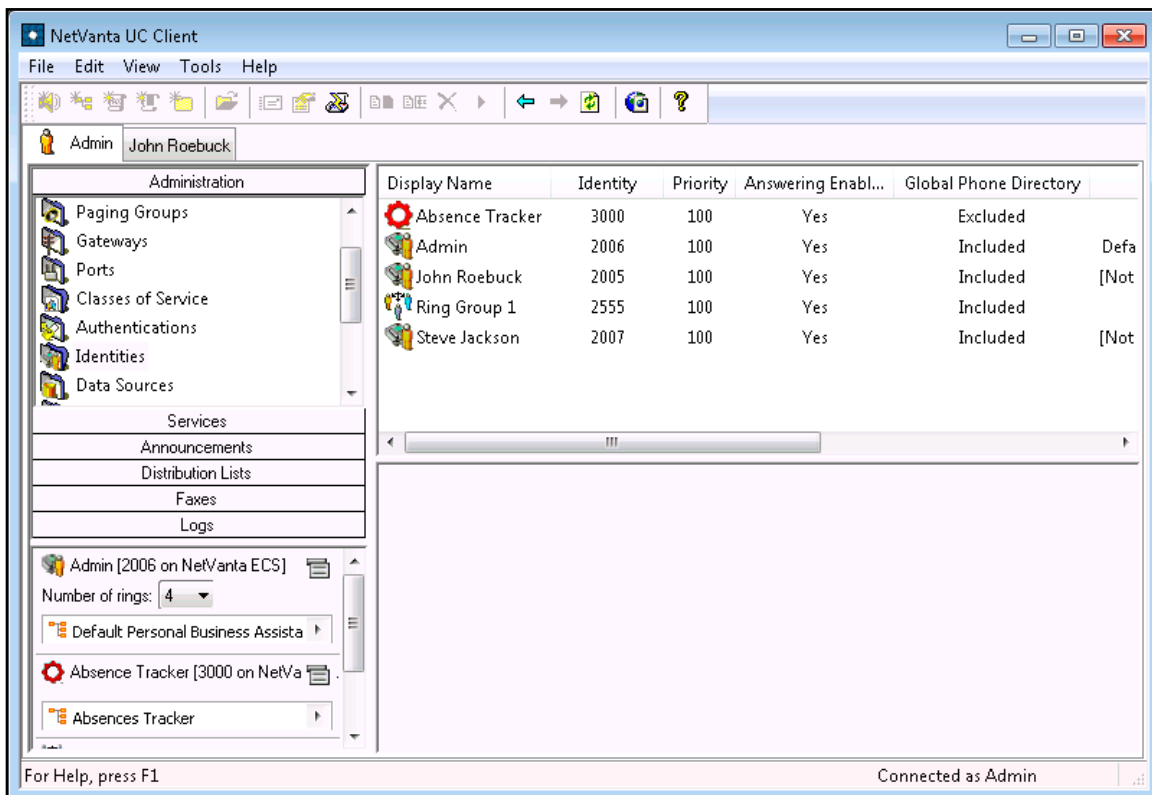 NetVanta UC Client
File Edit View Tools Help
Admin John Roebuck
Administration
Paging Groups
Gateways
Ports
Classes of Service
Authentications
Identities
Data Sources
Services
Announcements
Distribution Lists
Faxes
Logs
Display Name Identity Priority Answering Enabl... Global Phone Directory
Absence Tracker 3000 100 Yes Excluded
Admin 2006 100 Yes Included Defa
John Roebuck 2005 100 Yes Included [Not
Ring Group 1 2555 100 Yes Included
Steve Jackson 2007 100 Yes Included [Not
Admin [2006 on NetVanta ECS]
Number of rings: 4
Default Personal Business Assista
Absence Tracker [3000 on NetVa
Absences Tracker
For Help, press F1 Connected as Admin